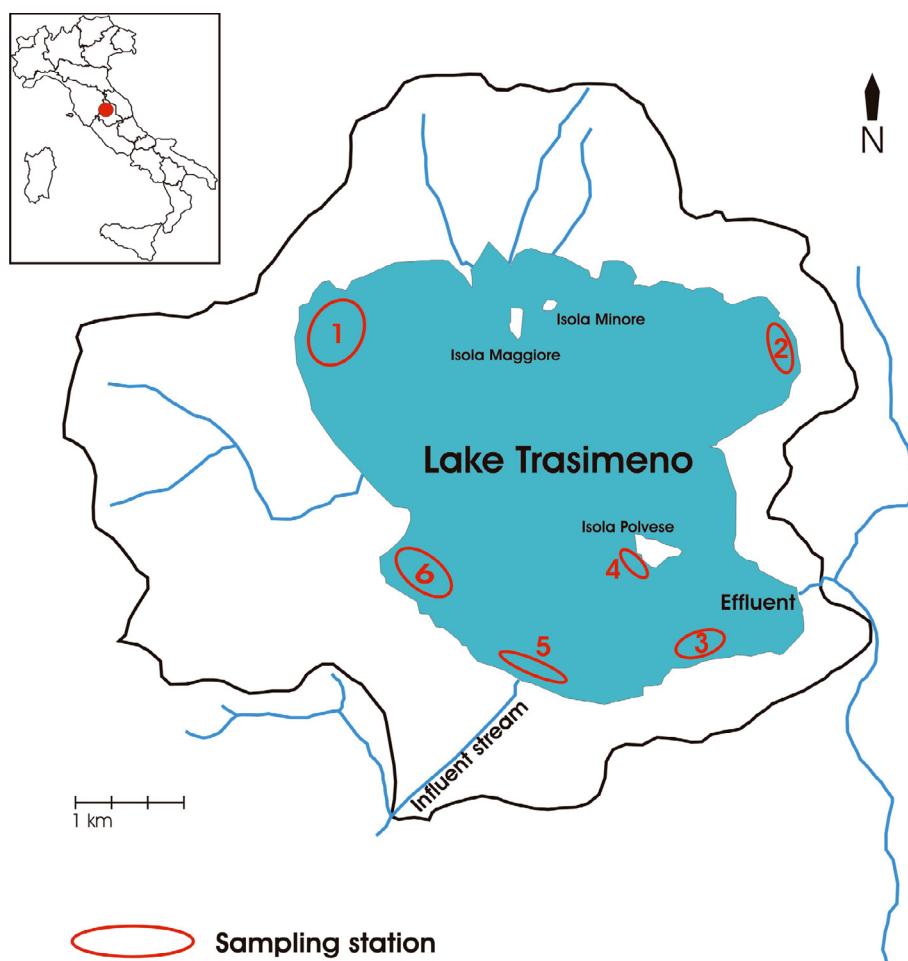 N
Isola Minore
1
Isola Maggiore
2
Lake Trasimeno
Isola Polvese
6
4
Effluent
5
3
Influent stream
1 km
Sampling station